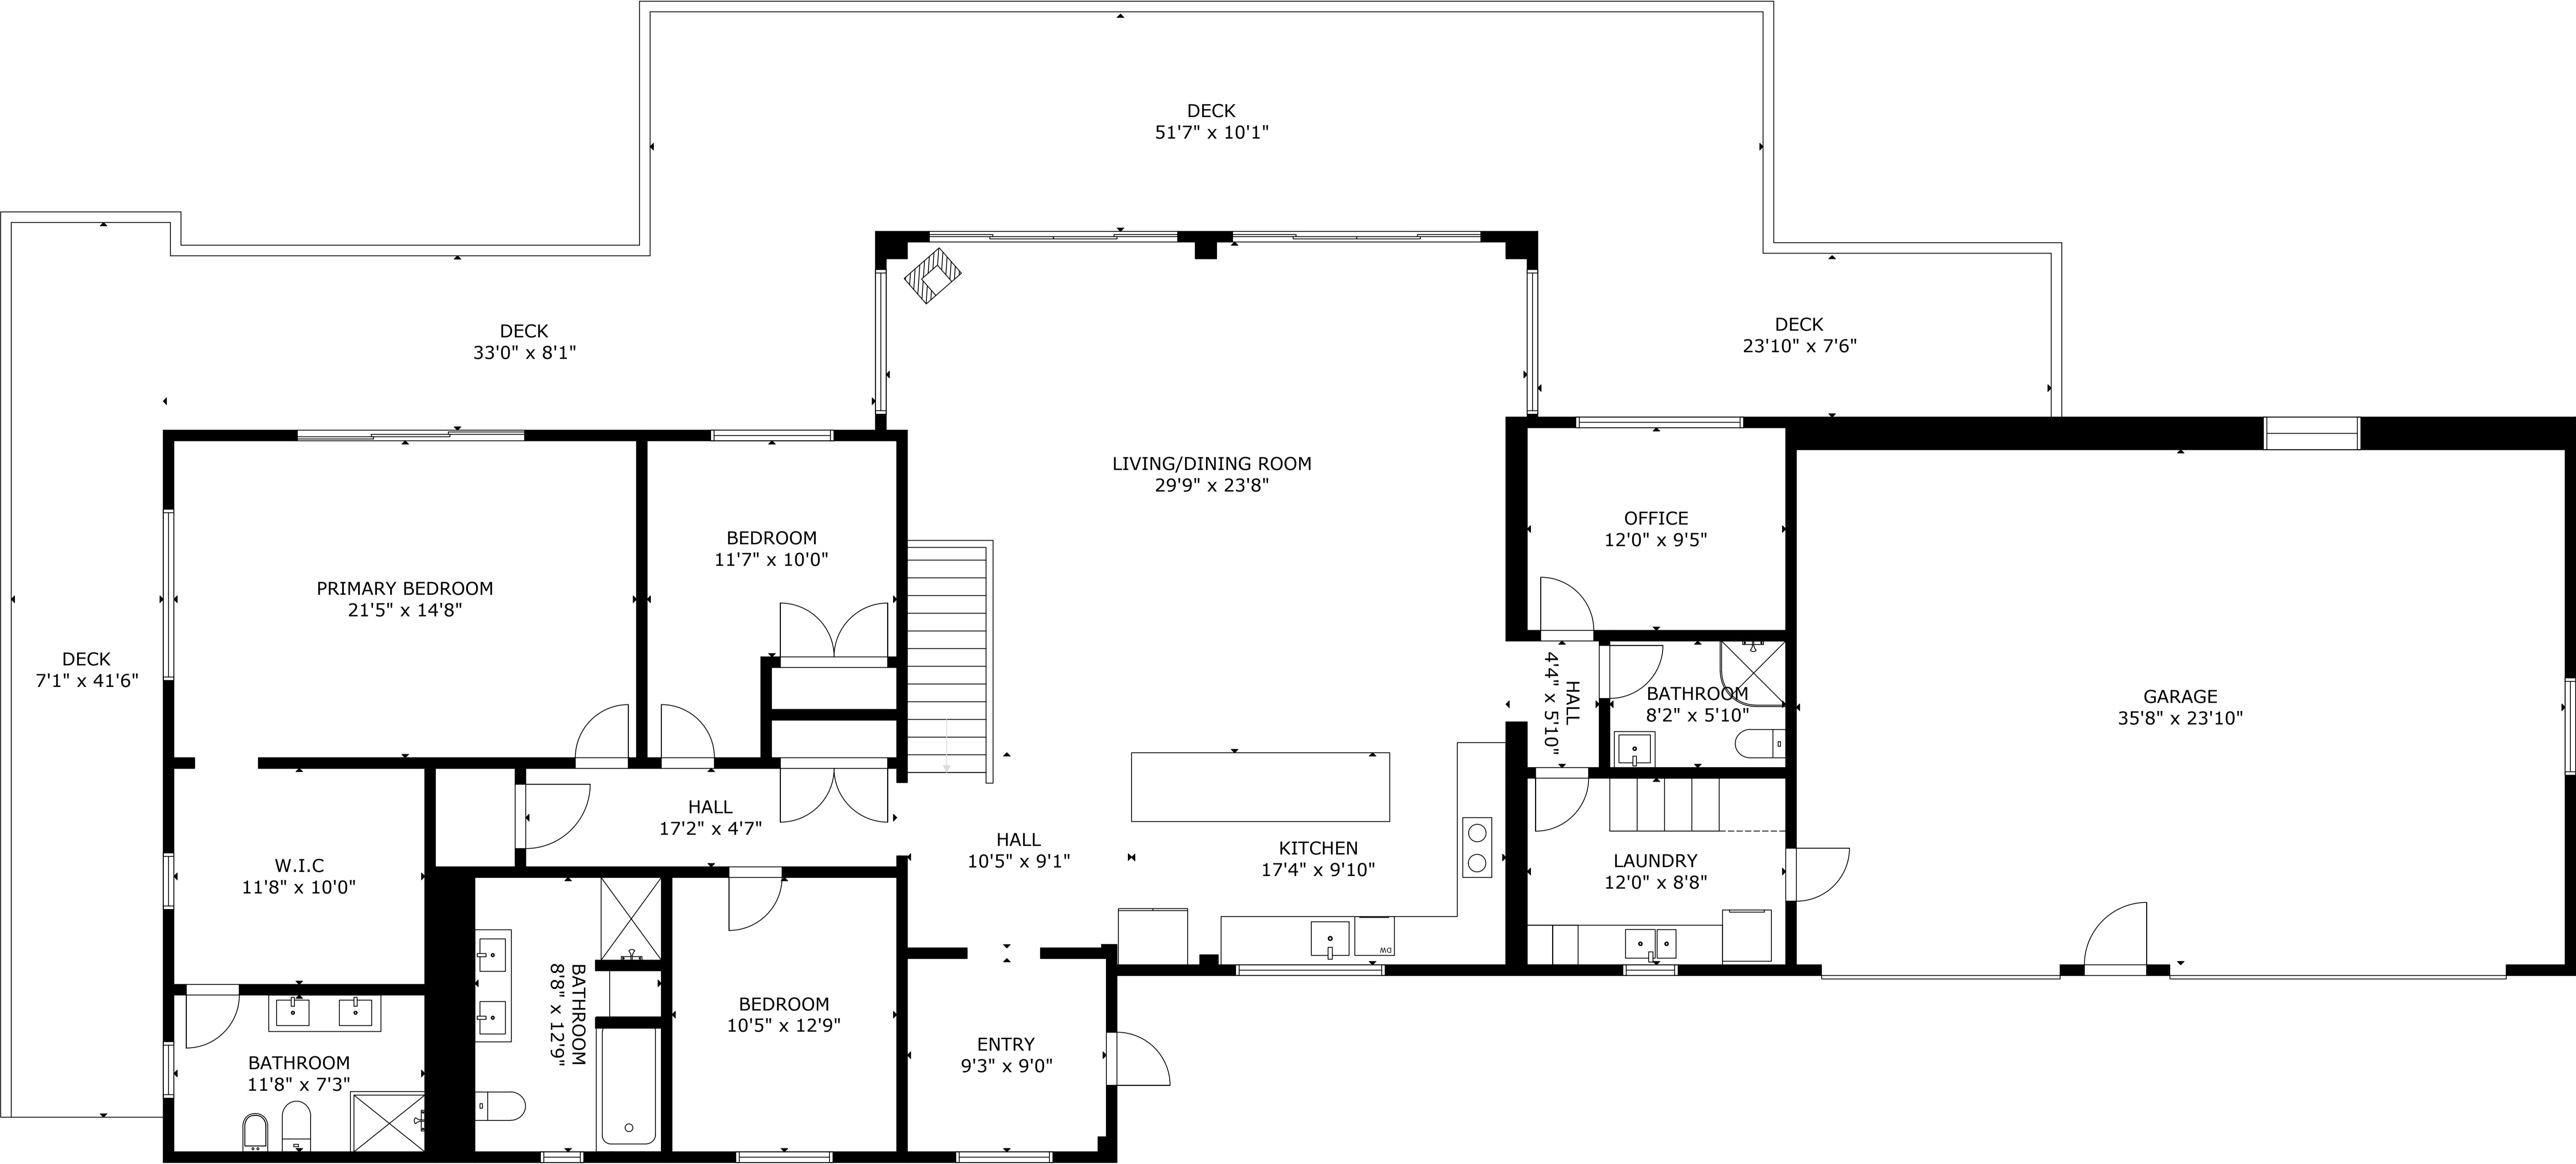 DECK
51'7" x 10'1"
DECK
33'0" x 8'1"
DECK
23'10" x 7'6"
LIVING/DINING ROOM
29'9" x 23'8"
OFFICE
12'0" x 9'5"
BEDROOM
11'7" x 10'0"
PRIMARY BEDROOM
21'5" x 14'8"
DECK
7'1" x 41'6"
HALL
4'4" x 5'10"
BATHROOM
8'2" x 5'10"
GARAGE
35'8" x 23'10"
HALL
17'2" x 4'7"
HALL
10'5" x 9'1"
KITCHEN
17'4" x 9'10"
LAUNDRY
12'0" x 8'8"
W.I.C
11'8" x 10'0"
DW
BATHROOM
8'8" x 12'9"
BEDROOM
10'5" x 12'9"
ENTRY
9'3" x 9'0"
BATHROOM
11'8" x 7'3"